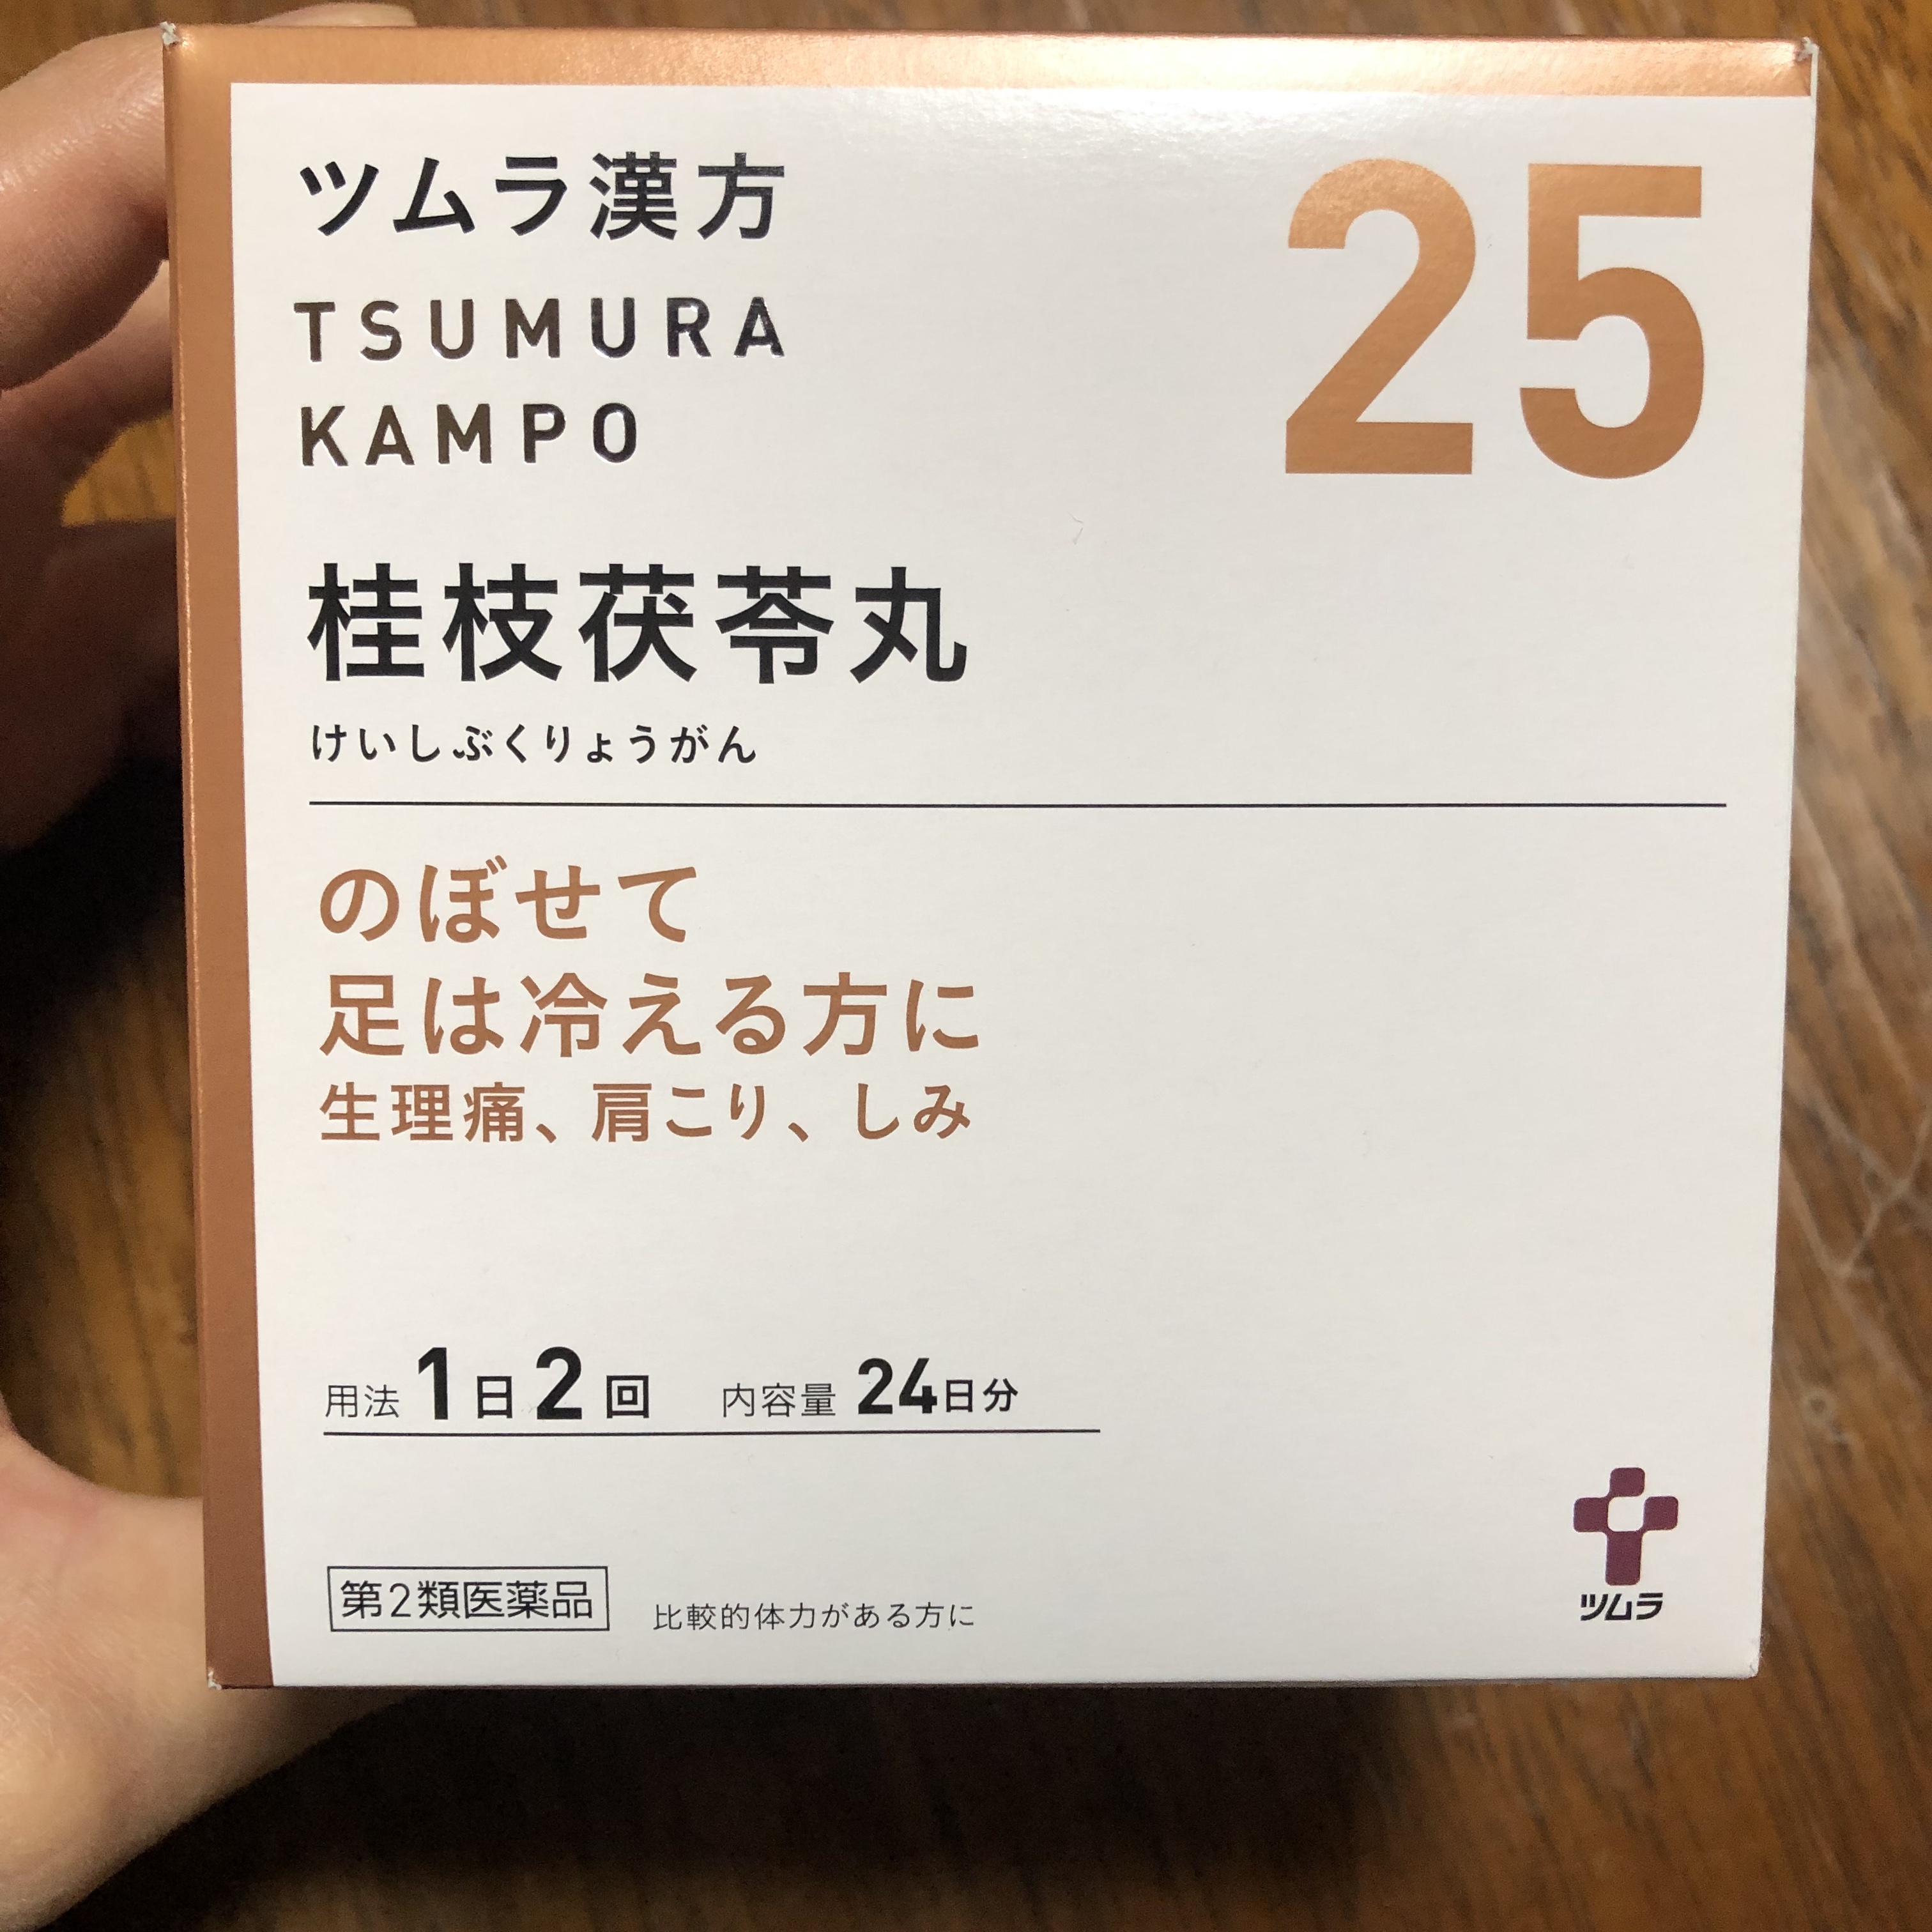 ツムラ漢方
TSUMURA
KAMPO
25
桂枝茯苓丸
けいしぶくりょうがん
のぼせて
足は冷える方に
生理痛、肩こり、しみ
用法 1日2回 内容量 24日分
第2類医薬品 比較的体力がある方に
ツムラ